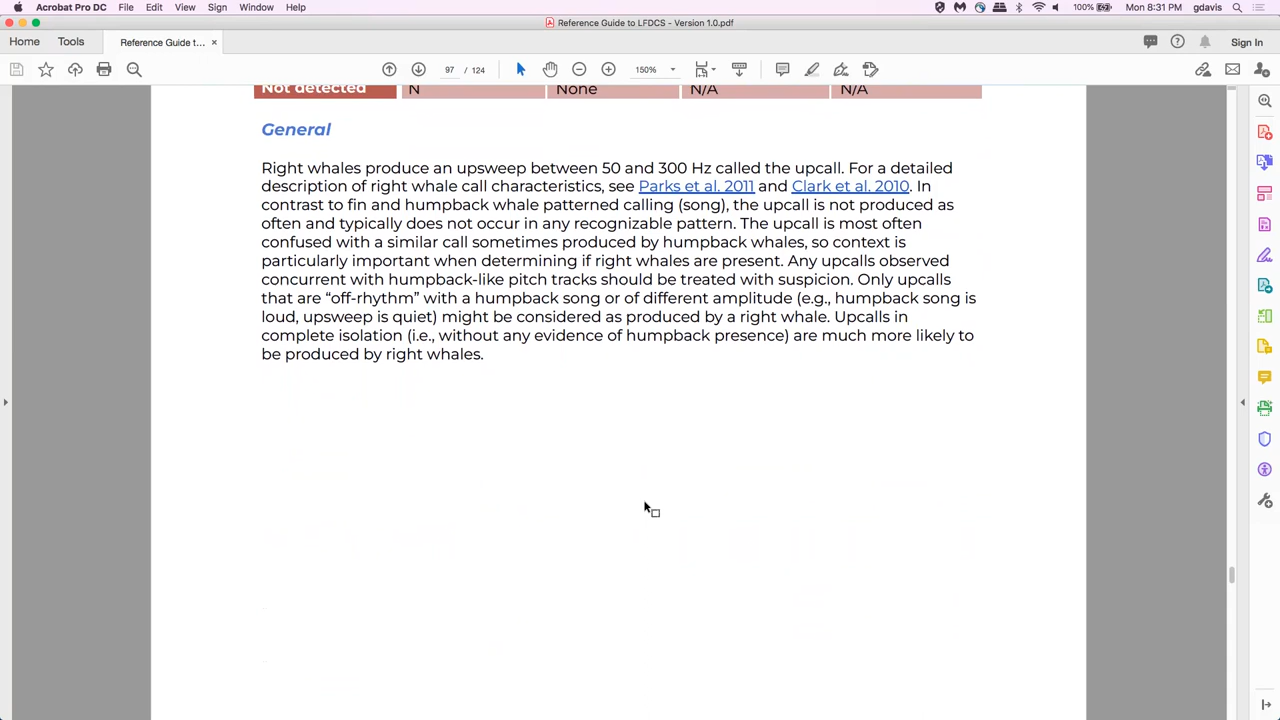 Acrobat Pro DC File Edit View Sign Window Help 100% Mon 8:31 PM gdavis
Reference Guide to LFDCS - Version 1.0.pdf
Home Tools Reference Guide t... × Sign In
97 / 124 150%
Not detected N None N/A N/A
General
Right whales produce an upsweep between 50 and 300 Hz called the upcall. For a detailed
description of right whale call characteristics, see Parks et al. 2011 and Clark et al. 2010. In
contrast to fin and humpback whale patterned calling (song), the upcall is not produced as
often and typically does not occur in any recognizable pattern. The upcall is most often
confused with a similar call sometimes produced by humpback whales, so context is
particularly important when determining if right whales are present. Any upcalls observed
concurrent with humpback-like pitch tracks should be treated with suspicion. Only upcalls
that are “off-rhythm” with a humpback song or of different amplitude (e.g., humpback song is
loud, upsweep is quiet) might be considered as produced by a right whale. Upcalls in
complete isolation (i.e., without any evidence of humpback presence) are much more likely to
be produced by right whales.